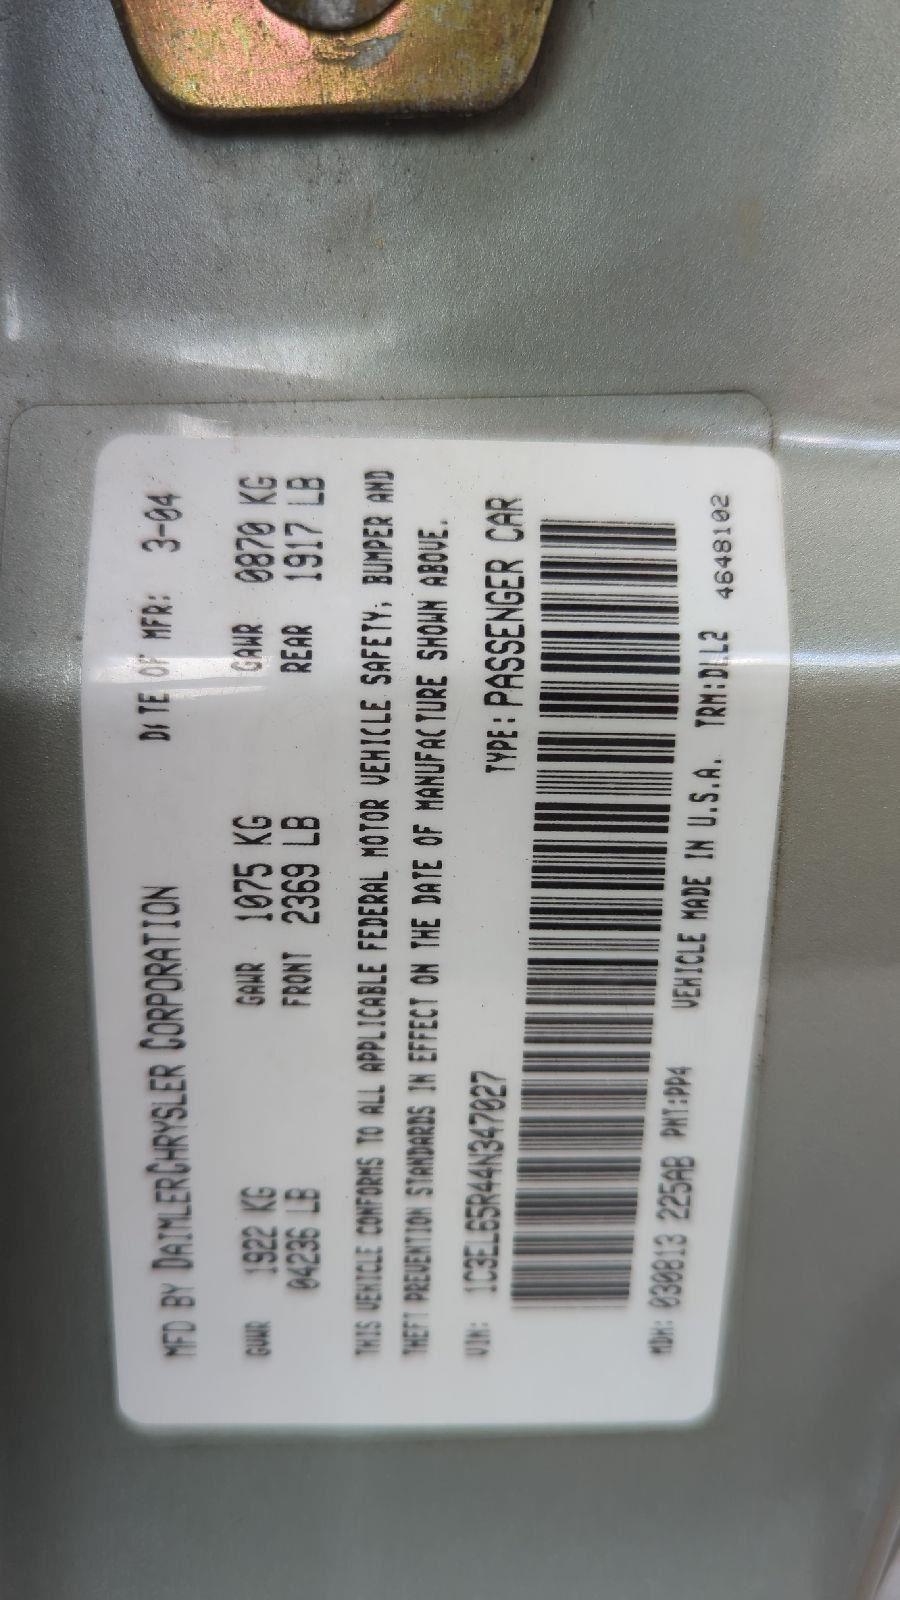 MFD BY DAIMLERCHRYSLER CORPORATION DATE OF MFR: 3-04
GVWR 1922 KG GAWR 1075 KG GAWR 0870 KG
04236 LB FRONT 2369 LB REAR 1917 LB
THIS VEHICLE CONFORMS TO ALL APPLICABLE FEDERAL MOTOR VEHICLE SAFETY, BUMPER AND
THEFT PREVENTION STANDARDS IN EFFECT ON THE DATE OF MANUFACTURE SHOWN ABOVE.
VIN: 1C3EL65R44N347027 TYPE: PASSENGER CAR
MDH: 030813 225AB PNT:PP4 VEHICLE MADE IN U.S.A. TRM:DLL2 4648102